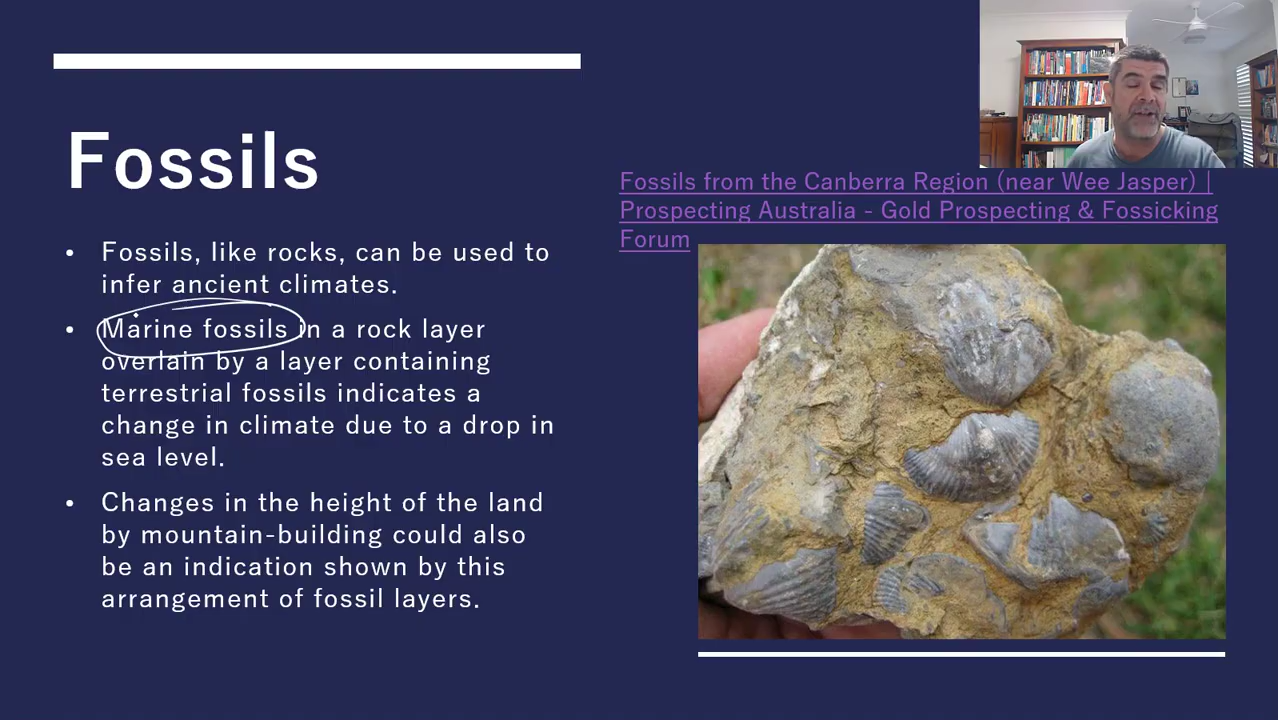 Fossils
• Fossils, like rocks, can be used to
infer ancient climates.
• Marine fossils in a rock layer
overlain by a layer containing
terrestrial fossils indicates a
change in climate due to a drop in
sea level.
• Changes in the height of the land
by mountain-building could also
be an indication shown by this
arrangement of fossil layers.
Fossils from the Canberra Region (near Wee Jasper) |
Prospecting Australia - Gold Prospecting & Fossicking
Forum